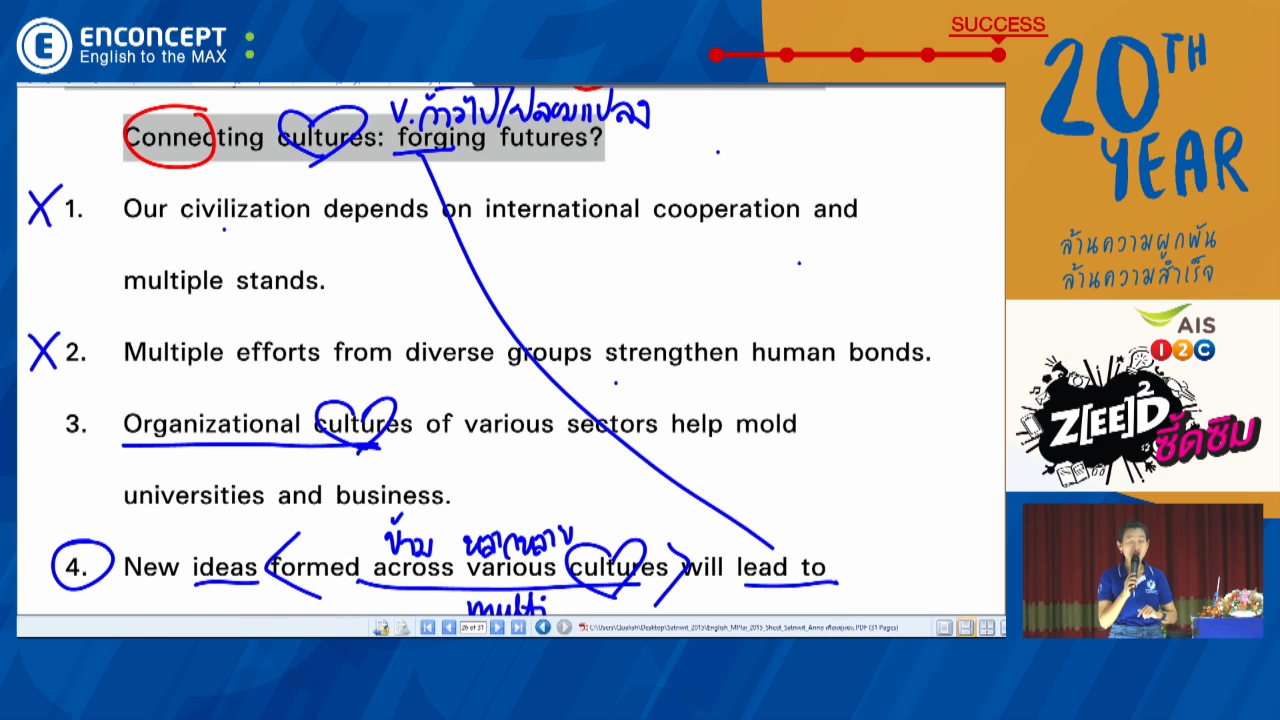 ENCONCEPT
English to the MAX
SUCCESS
20TH
YEAR
ล้านความผูกพัน
ล้านความสำเร็จ
v. ก้าวไป/ปลอมแปลง
Connecting cultures: forging futures?
X 1. Our civilization depends on international cooperation and
multiple stands.
X 2. Multiple efforts from diverse groups strengthen human bonds.
3. Organizational cultures of various sectors help mold
universities and business.
ข้าม หลากหลาย
4. New ideas < formed across various cultures > will lead to
multi
AIS
I2C
Z[EE]D2
ซี้ดซิม
26 of 31